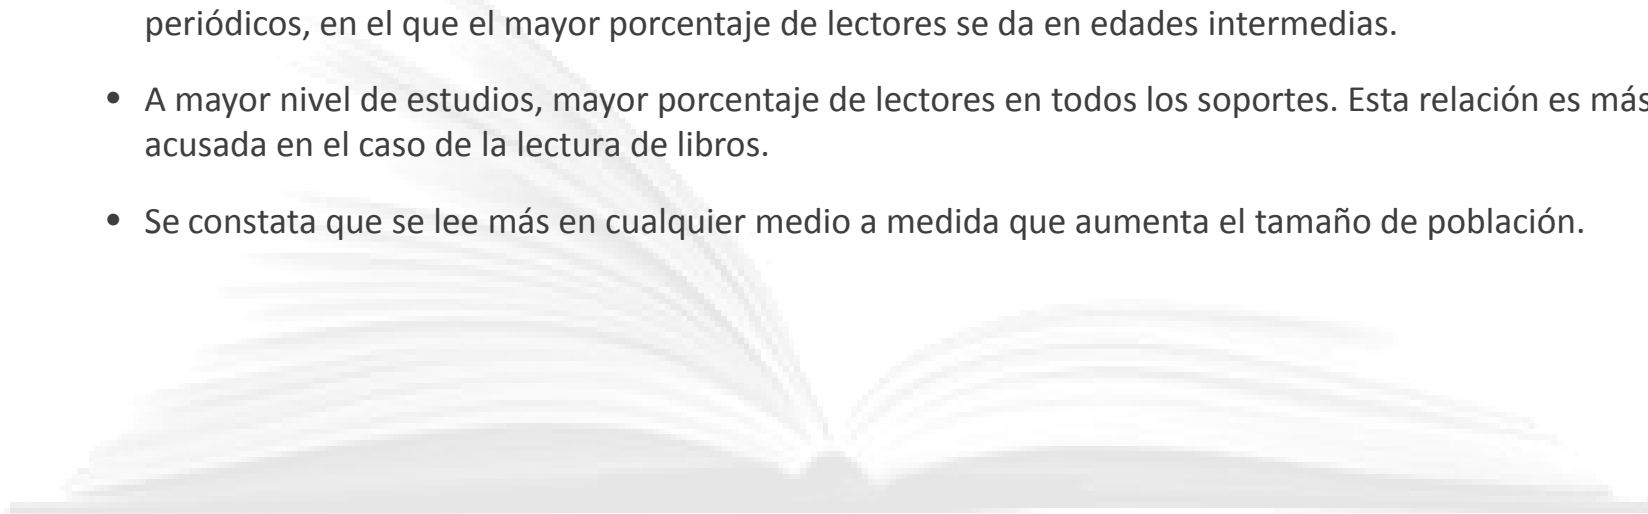 periódicos, en el que el mayor porcentaje de lectores se da en edades intermedias.
• A mayor nivel de estudios, mayor porcentaje de lectores en todos los soportes. Esta relación es más
acusada en el caso de la lectura de libros.
• Se constata que se lee más en cualquier medio a medida que aumenta el tamaño de población.